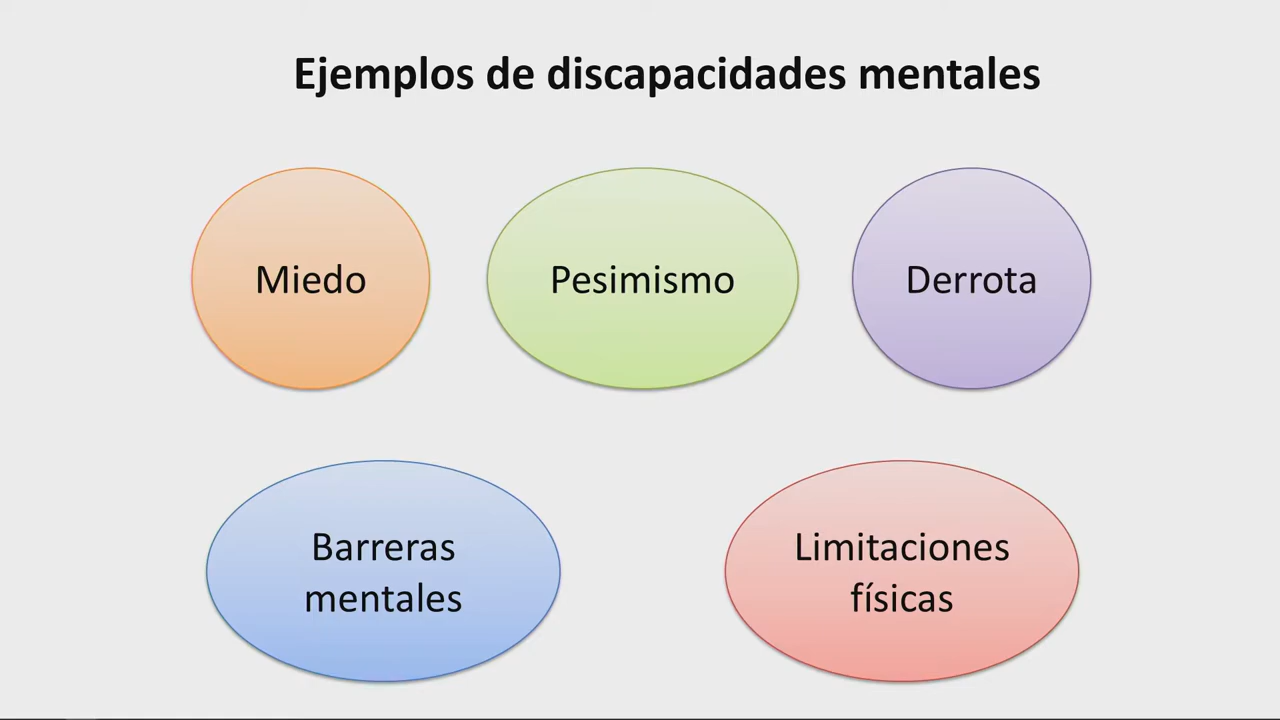 Ejemplos de discapacidades mentales
Miedo
Pesimismo
Derrota
Barreras
mentales
Limitaciones
físicas